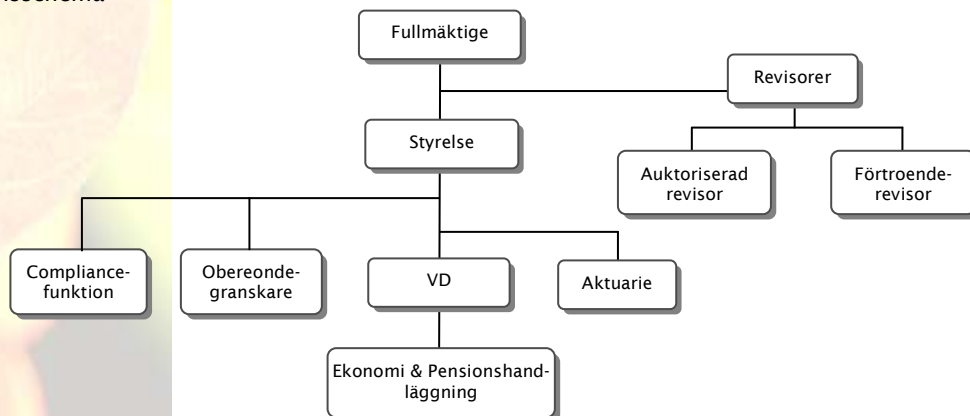 Fullmäktige
Revisorer
Styrelse
Auktoriserad
revisor
Förtroende-
revisor
Compliance-
funktion
Obereonde-
granskare
VD
Aktuarie
Ekonomi & Pensionshand-
läggning